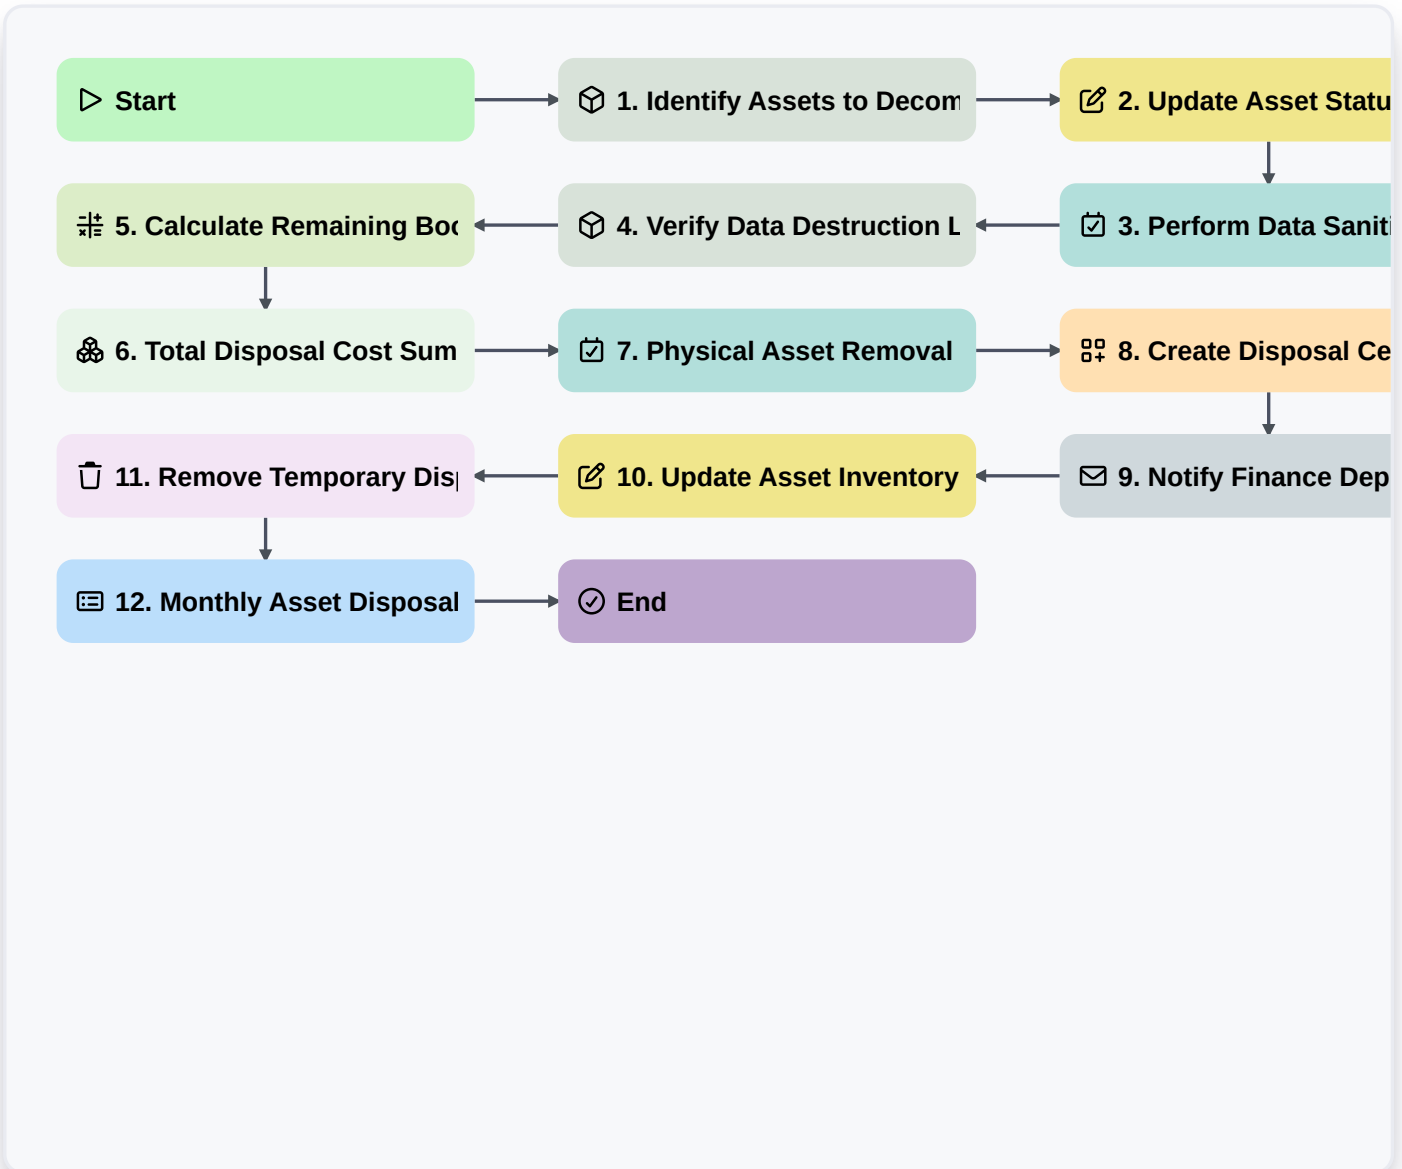 Start
1. Identify Assets to Decom
2. Update Asset Statu
5. Calculate Remaining Boo
4. Verify Data Destruction L
3. Perform Data Saniti
6. Total Disposal Cost Sum
7. Physical Asset Removal
8. Create Disposal Ce
11. Remove Temporary Disp
10. Update Asset Inventory
9. Notify Finance Dep
12. Monthly Asset Disposal
End